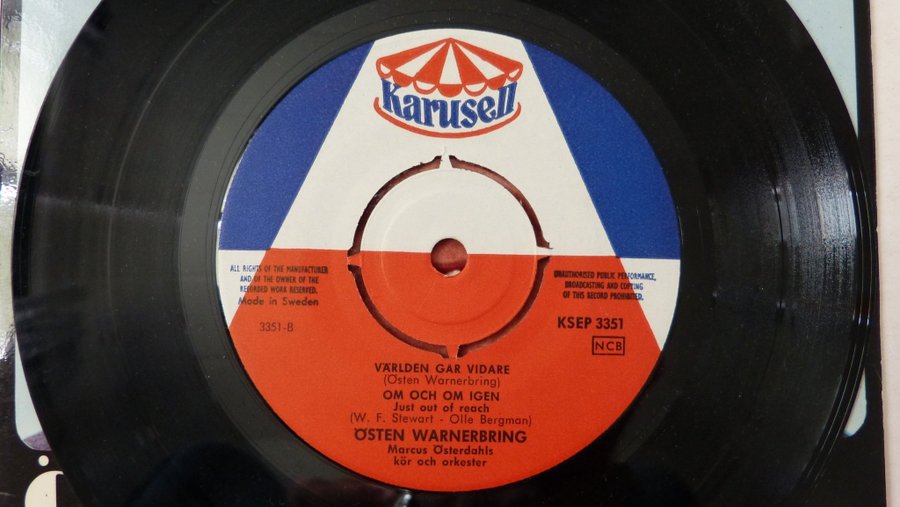 Karusell
ALL RIGHTS OF THE MANUFACTURER
AND OF THE OWNER OF THE
RECORDED WORK RESERVED.
Made in Sweden
3351-B
UNAUTHORISED PUBLIC PERFORMANCE,
BROADCASTING AND COPYING
OF THIS RECORD PROHIBITED.
KSEP 3351
NCB
VÄRLDEN GÅR VIDARE
(Östen Warnerbring)
OM OCH OM IGEN
Just out of reach
(W. F. Stewart - Olle Bergman)
ÖSTEN WARNERBRING
Marcus Österdahls
kör och orkester